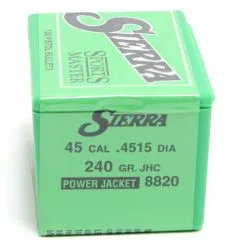 SIERRA
SPORTS
MASTER
100 PISTOL BULLETS
SIERRA
45 CAL .4515 DIA
240 GR. JHC
POWER JACKET 8820